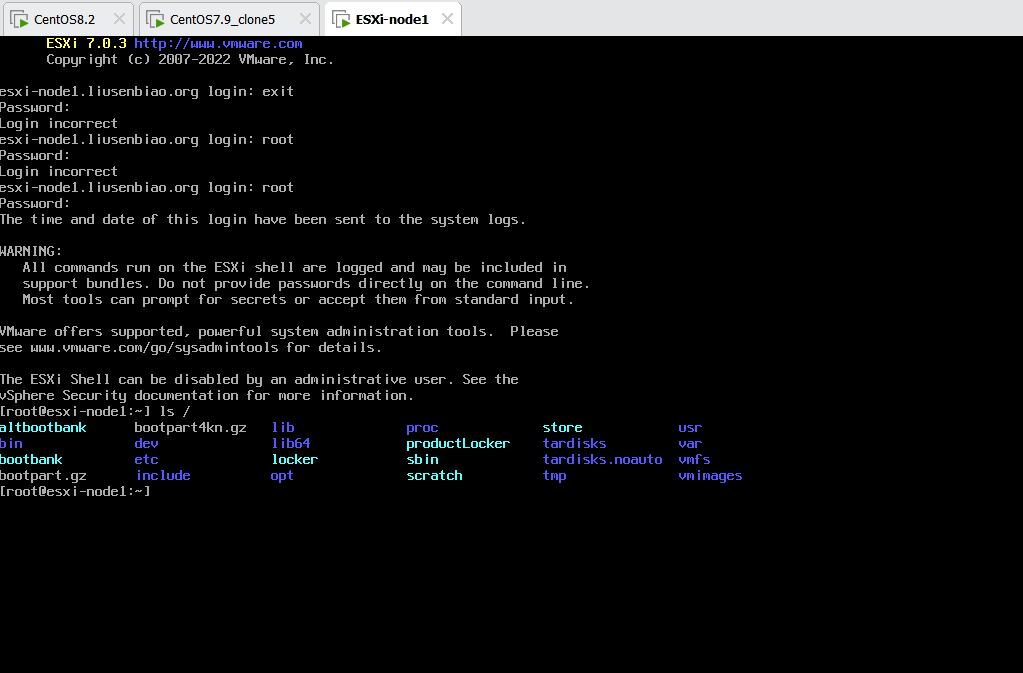 CentOS8.2 CentOS7.9_clone5 ESXi-node1
ESXi 7.0.3 http://www.vmware.com
Copyright (c) 2007-2022 VMware, Inc.
esxi-node1.liusenbiao.org login: exit
Password:
Login incorrect
esxi-node1.liusenbiao.org login: root
Password:
Login incorrect
esxi-node1.liusenbiao.org login: root
Password:
The time and date of this login have been sent to the system logs.
WARNING:
All commands run on the ESXi shell are logged and may be included in
support bundles. Do not provide passwords directly on the command line.
Most tools can prompt for secrets or accept them from standard input.
VMware offers supported, powerful system administration tools.  Please
see www.vmware.com/go/sysadmintools for details.
The ESXi Shell can be disabled by an administrative user. See the
vSphere Security documentation for more information.
[root@esxi-node1:~] ls /
altbootbank bootpart4kn.gz lib proc store usr
bin dev lib64 productLocker tardisks var
bootbank etc locker sbin tardisks.noauto vmfs
bootpart.gz include opt scratch tmp vmimages
[root@esxi-node1:~]